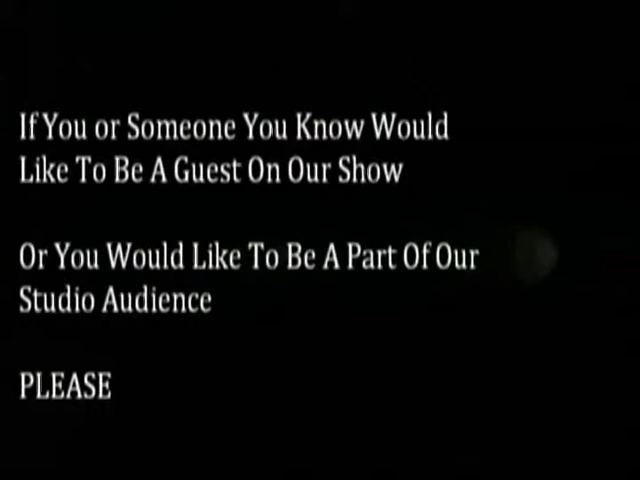 If You or Someone You Know Would
Like To Be A Guest On Our Show
Or You Would Like To Be A Part Of Our
Studio Audience
PLEASE